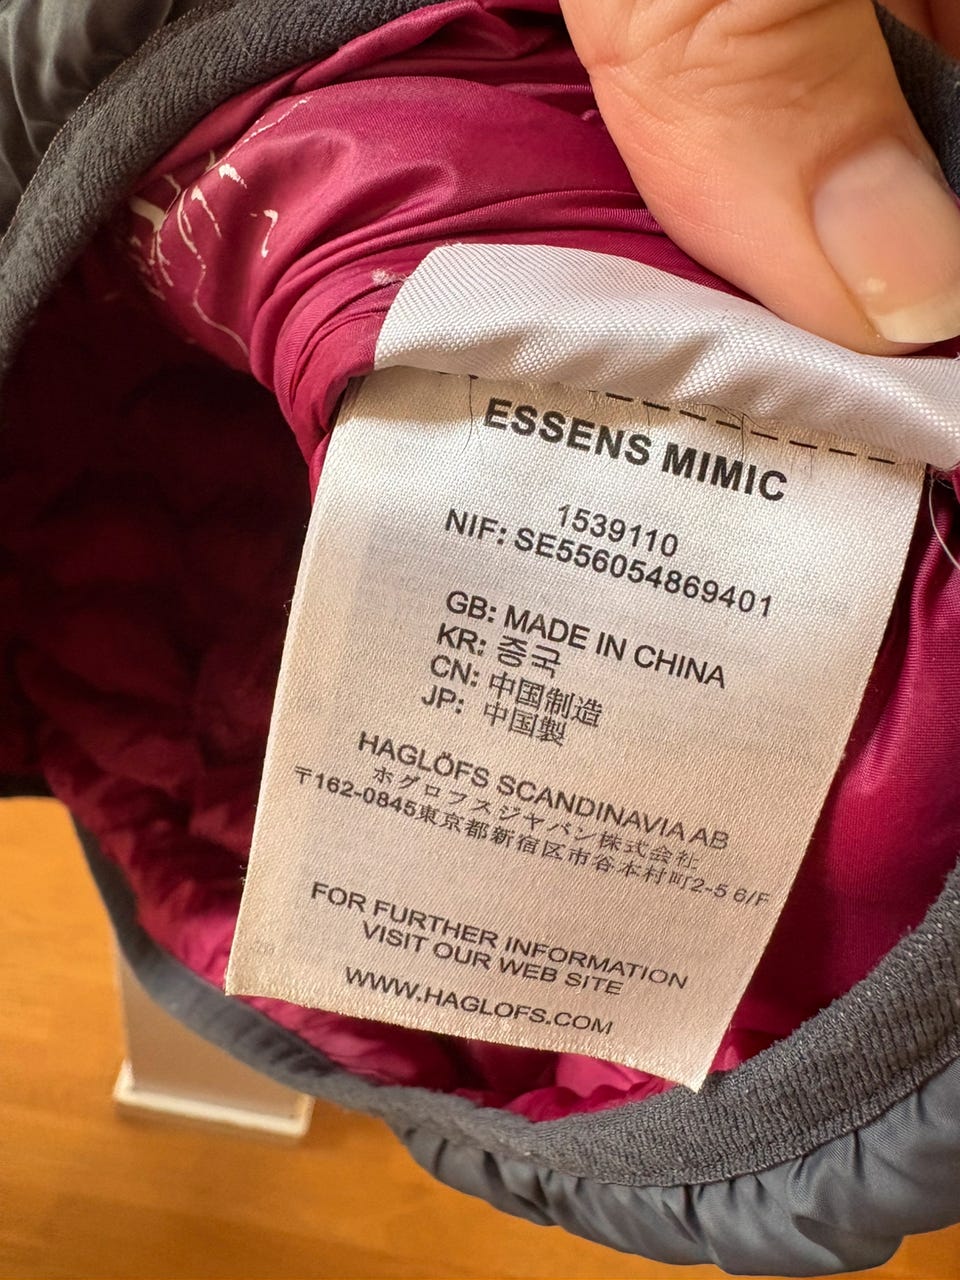 ESSENS MIMIC
1539110
NIF: SE556054869401
GB: MADE IN CHINA
KR: 중국
CN: 中国制造
JP: 中国製
HAGLÖFS SCANDINAVIA AB
ホグロフスジャパン株式会社
〒162-0845東京都新宿区市谷本村町2-5 6/F
FOR FURTHER INFORMATION
VISIT OUR WEB SITE
WWW.HAGLOFS.COM